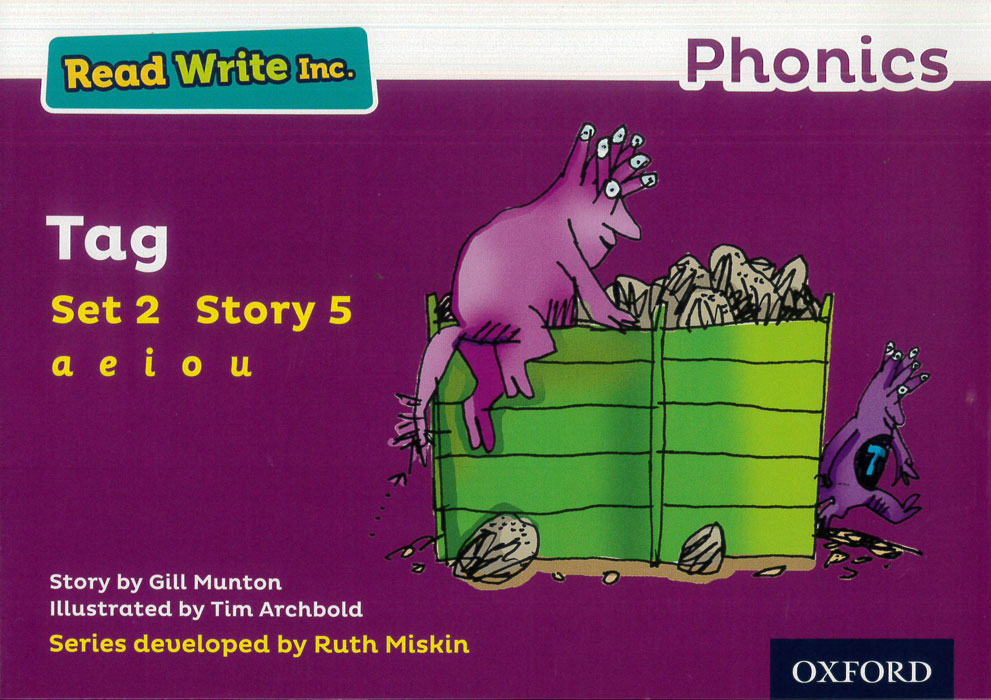 Read Write Inc.
Phonics
Tag
Set 2 Story 5
a e i o u
T
Story by Gill Munton
Illustrated by Tim Archbold
Series developed by Ruth Miskin
OXFORD